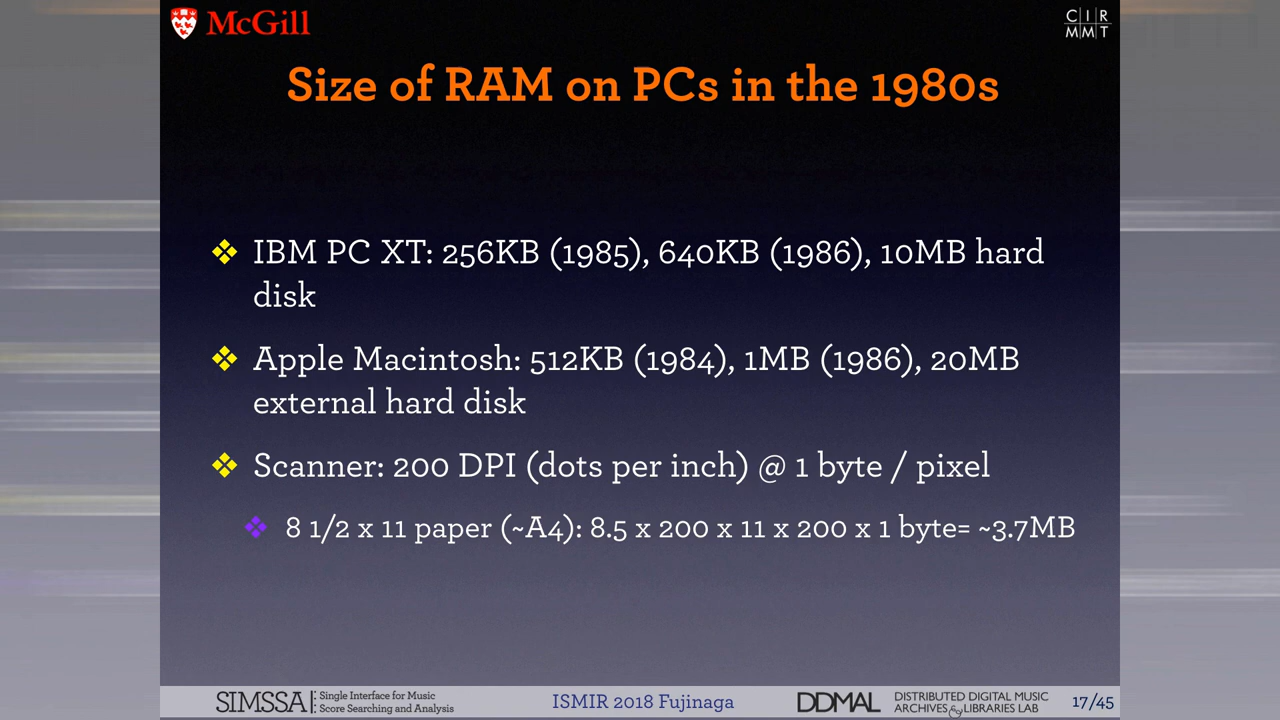 McGill
CIR
MMT
Size of RAM on PCs in the 1980s
IBM PC XT: 256KB (1985), 640KB (1986), 10MB hard
disk
Apple Macintosh: 512KB (1984), 1MB (1986), 20MB
external hard disk
Scanner: 200 DPI (dots per inch) @ 1 byte / pixel
8 1/2 x 11 paper (~A4): 8.5 x 200 x 11 x 200 x 1 byte= ~3.7MB
SIMSSA
Single Interface for Music
Score Searching and Analysis
ISMIR 2018 Fujinaga
DDMAL
DISTRIBUTED DIGITAL MUSIC
ARCHIVES & LIBRARIES LAB
17/45